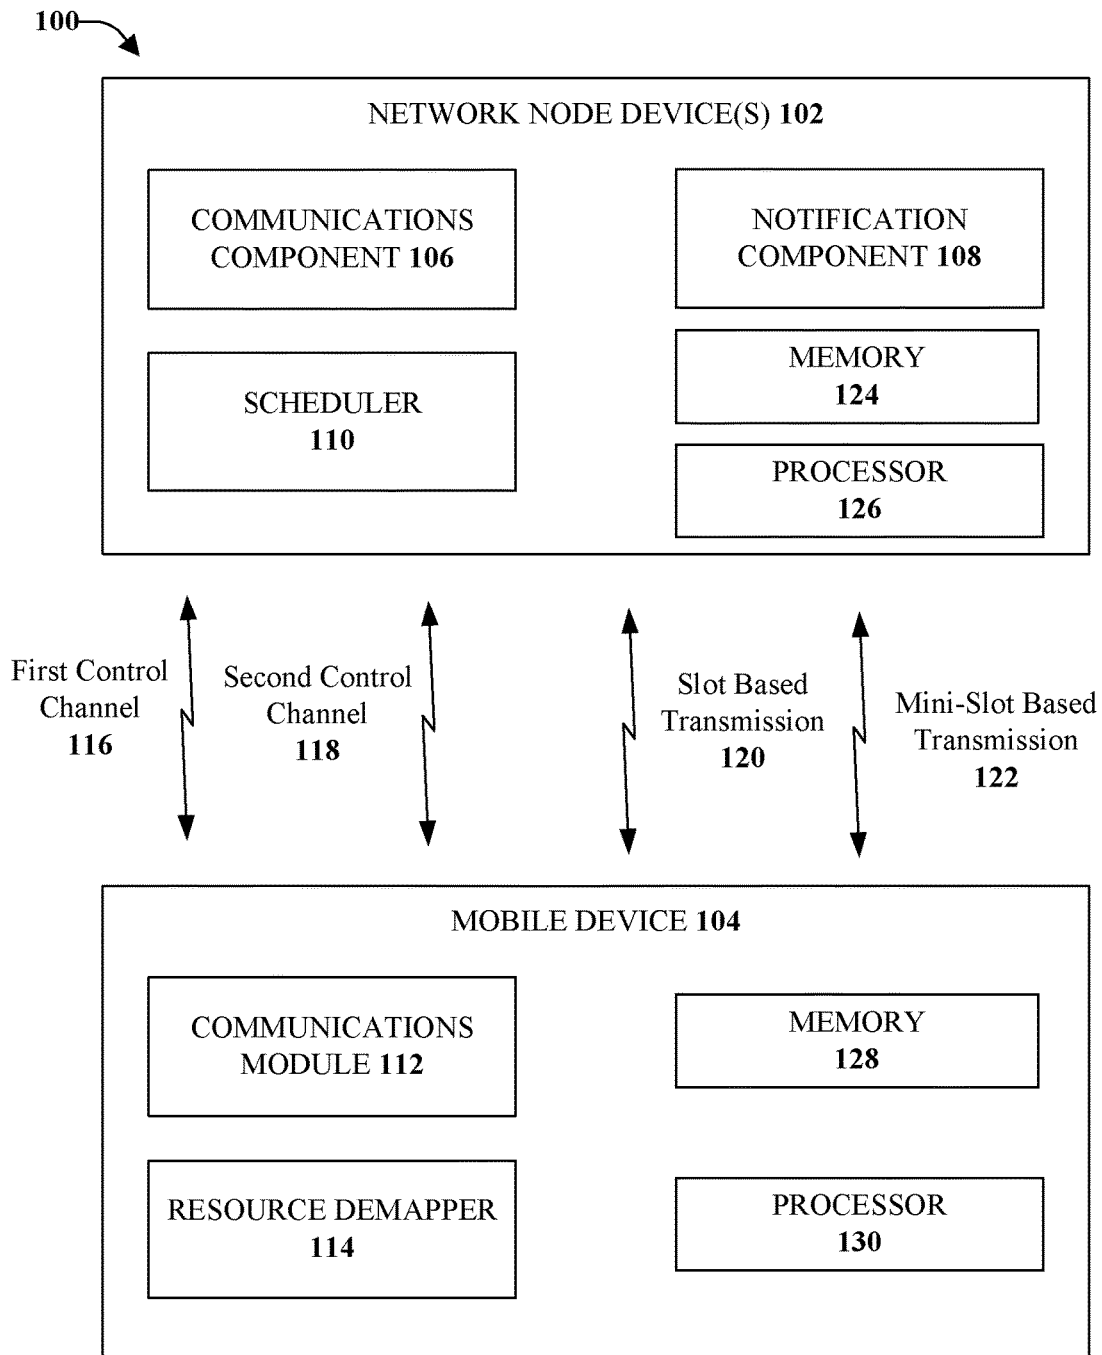 100
NETWORK NODE DEVICE(S) 102
COMMUNICATIONS
COMPONENT 106
NOTIFICATION
COMPONENT 108
SCHEDULER
110
MEMORY
124
PROCESSOR
126
First Control
Channel
116
Second Control
Channel
118
Slot Based
Transmission
120
Mini-Slot Based
Transmission
122
MOBILE DEVICE 104
COMMUNICATIONS
MODULE 112
MEMORY
128
RESOURCE DEMAPPER
114
PROCESSOR
130